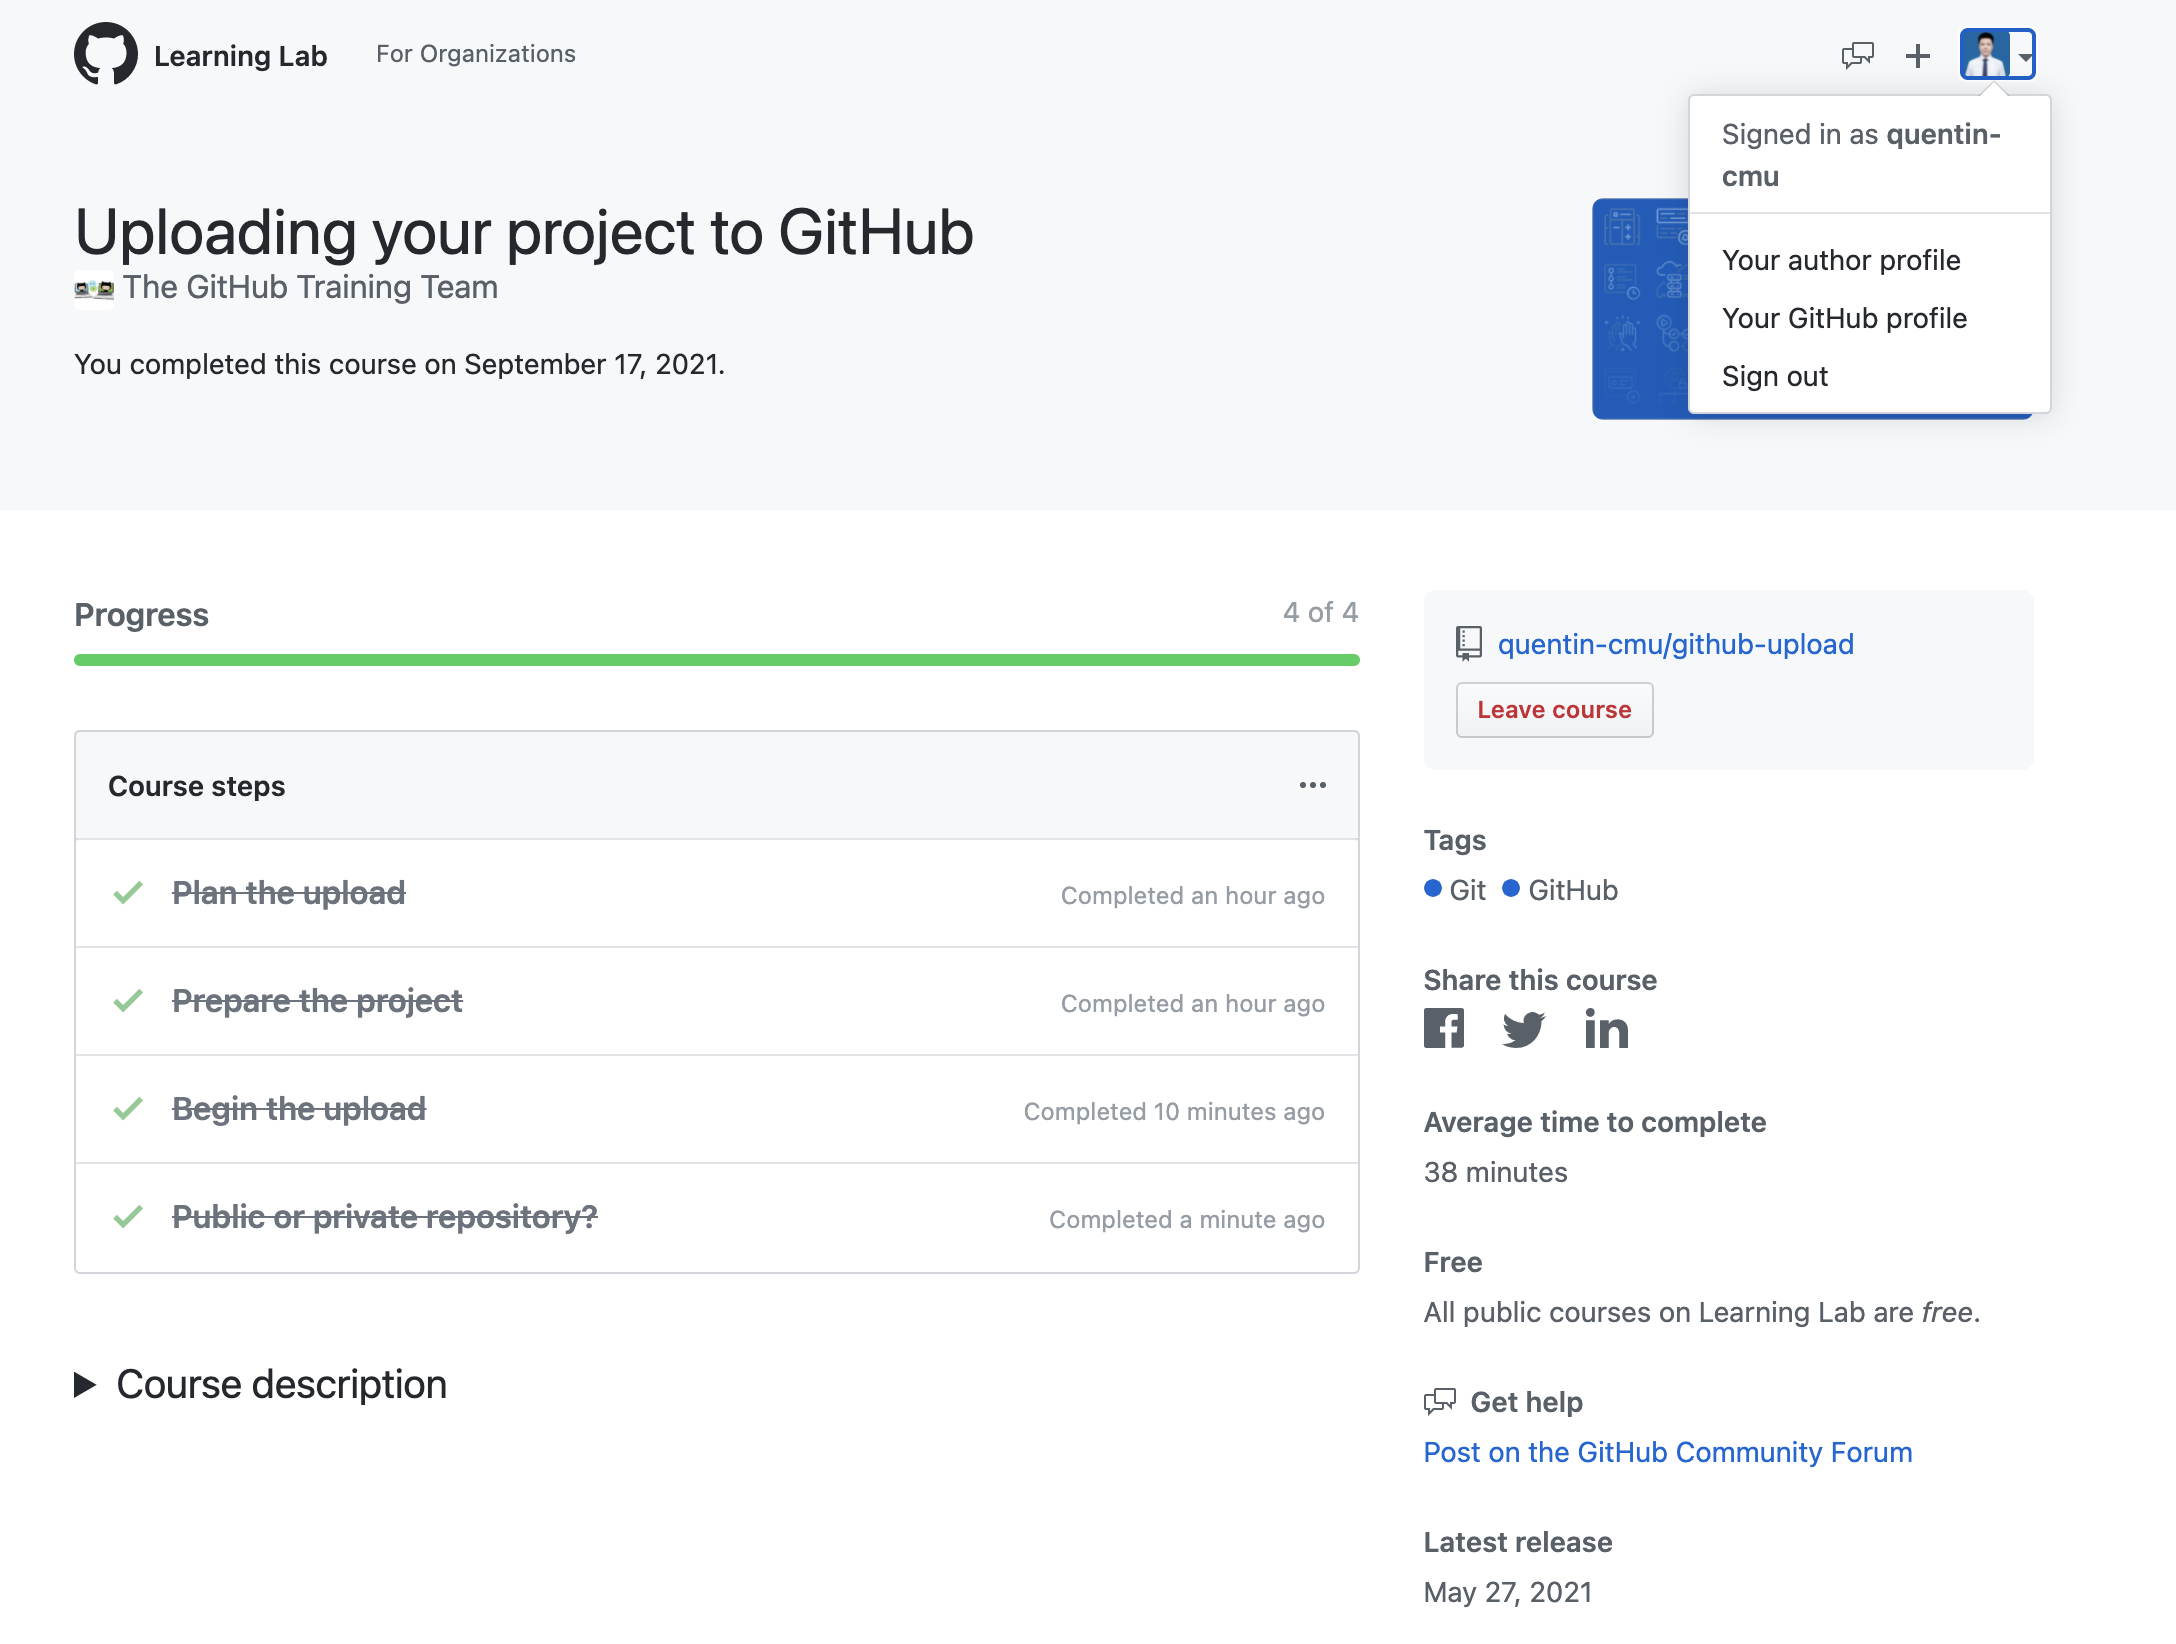 Learning Lab
For Organizations
Signed in as quentin-
cmu
Your author profile
Your GitHub profile
Sign out
Uploading your project to GitHub
The GitHub Training Team
You completed this course on September 17, 2021.
Progress
4 of 4
Course steps
Plan the upload
Completed an hour ago
Prepare the project
Completed an hour ago
Begin the upload
Completed 10 minutes ago
Public or private repository?
Completed a minute ago
Course description
quentin-cmu/github-upload
Leave course
Tags
Git GitHub
Share this course
Average time to complete
38 minutes
Free
All public courses on Learning Lab are free.
Get help
Post on the GitHub Community Forum
Latest release
May 27, 2021